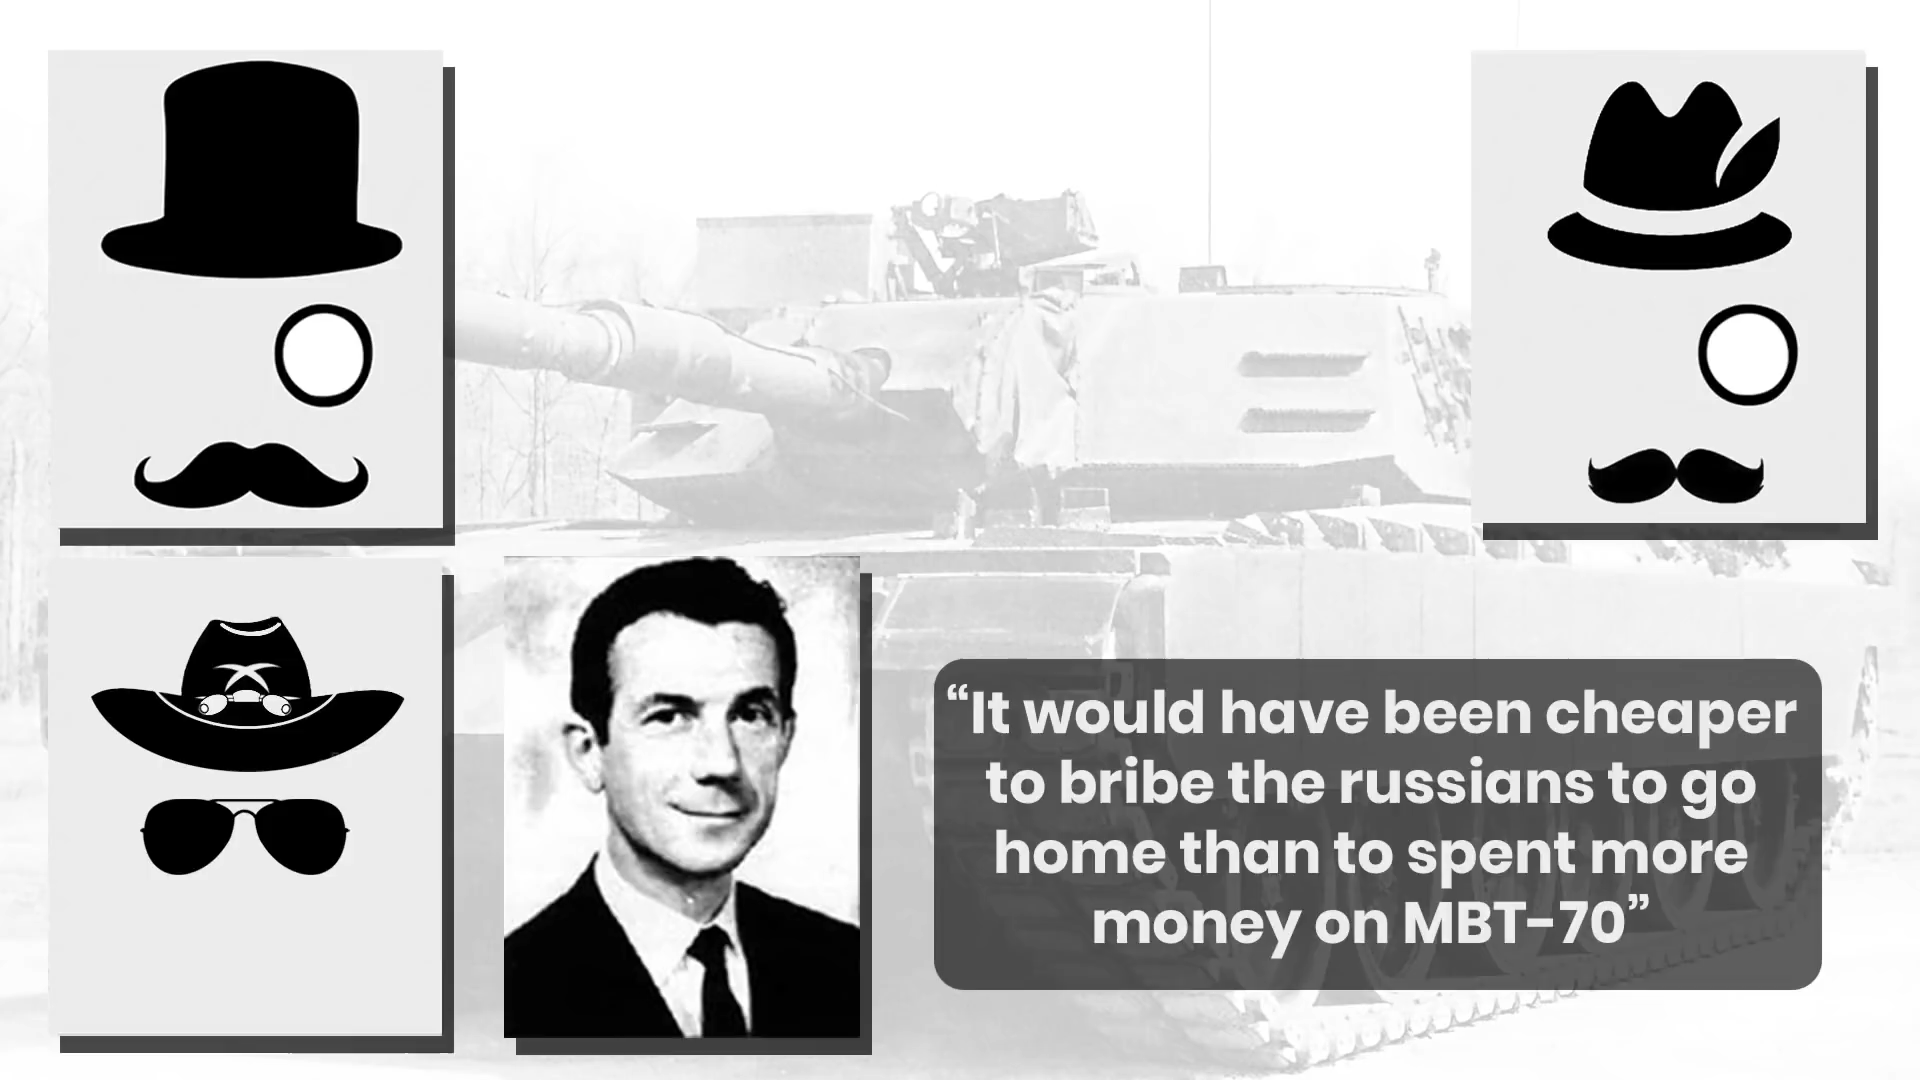 “It would have been cheaper
to bribe the russians to go
home than to spent more
money on MBT-70”